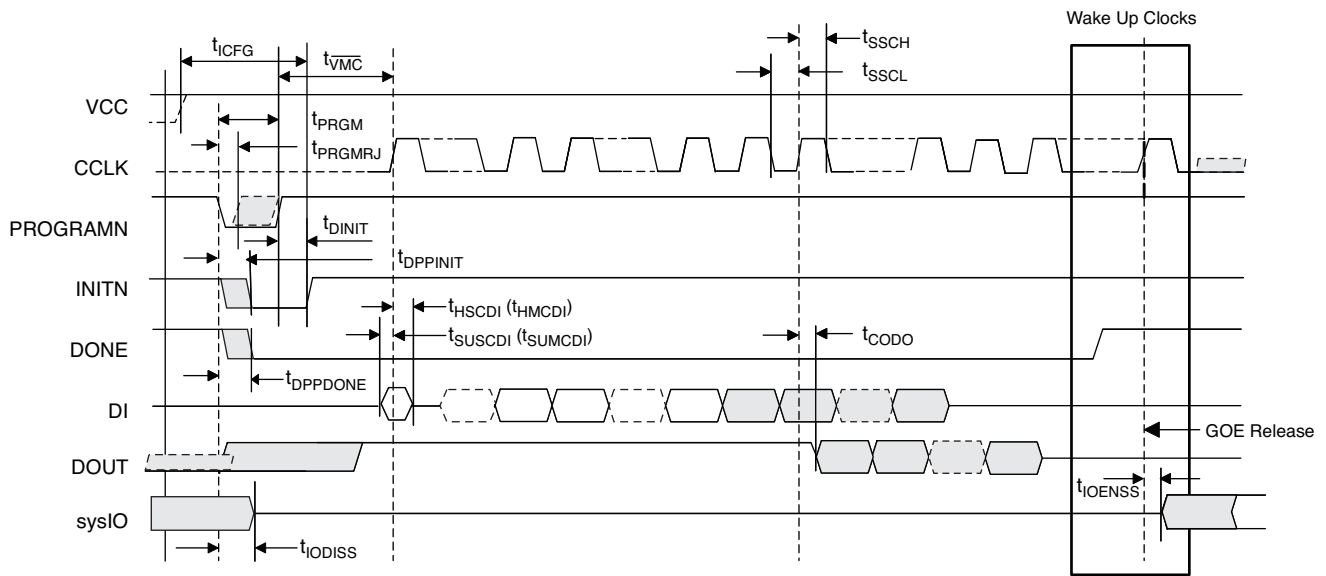 Wake Up Clocks
tICFG
tVMC
tSSCH
tSSCL
VCC
tPRGM
tPRGMRJ
CCLK
PROGRAMN
tDINIT
tDPPINIT
INITN
tHSCDI (tHMCDI)
tSUSCDI (tSUMCDI)
tCODO
DONE
tDPPDONE
DI
GOE Release
DOUT
tIOENSS
sysIO
tIODISS